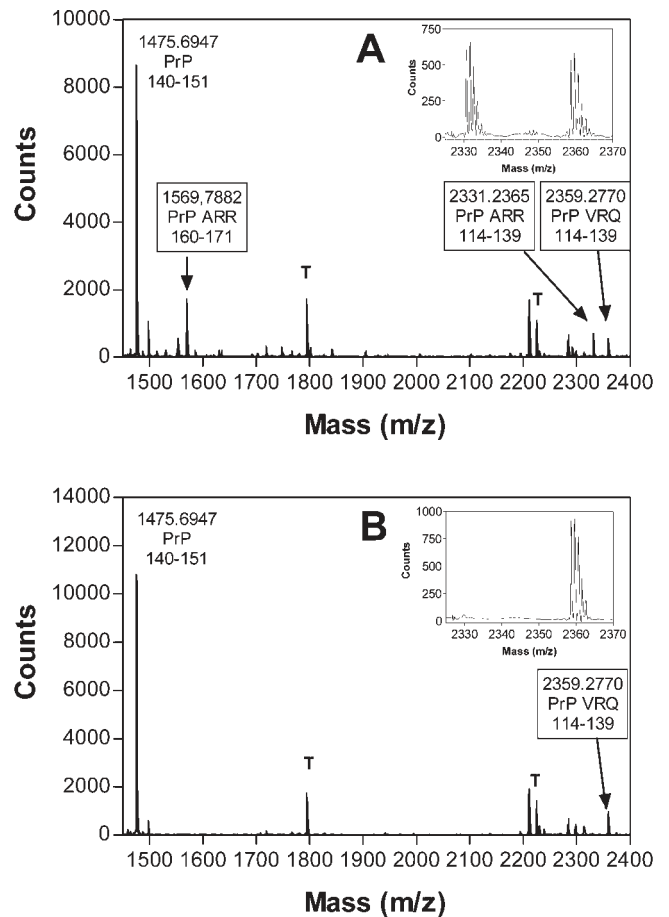 A
1475.6947
PrP
140-151
1569,7882
PrP ARR
160-171
T
2331.2365
PrP ARR
114-139
2359.2770
PrP VRQ
114-139
T
Counts
10000
8000
6000
4000
2000
0
1500 1600 1700 1800 1900 2000 2100 2200 2300 2400
Mass (m/z)
Counts
750
500
250
0
2330 2340 2350 2360 2370
Mass (m/z)
B
1475.6947
PrP
140-151
T
T
2359.2770
PrP VRQ
114-139
Counts
14000
12000
10000
8000
6000
4000
2000
0
1500 1600 1700 1800 1900 2000 2100 2200 2300 2400
Mass (m/z)
Counts
1000
750
500
250
0
2330 2340 2350 2360 2370
Mass (m/z)